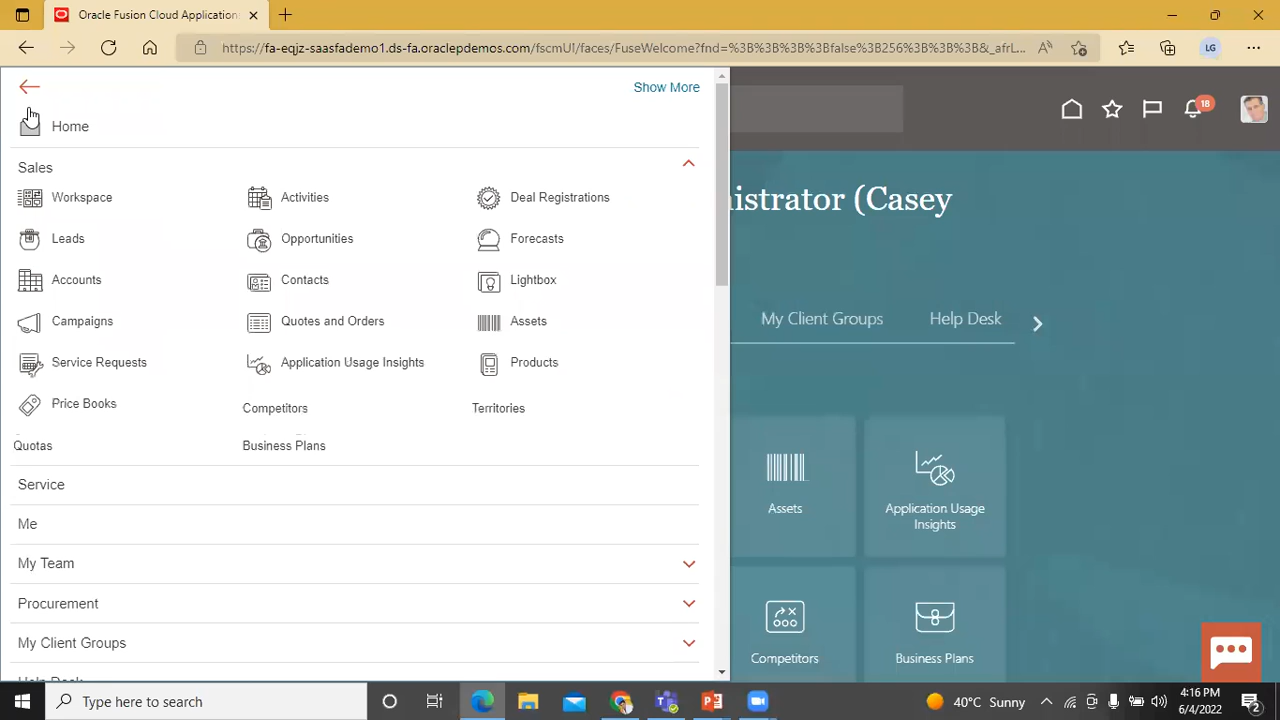 Oracle Fusion Cloud Application
https://fa-eqjz-saasfademo1.ds-fa.oraclepdemos.com/fscmUI/faces/FuseWelcome?fnd=%3B%3B%3B%3Bfalse%3B256%3B%3B%3B&_afrL...
LG
Show More
Home
18
Sales
Workspace Activities Deal Registrations
Leads Opportunities Forecasts
Accounts Contacts Lightbox
Campaigns Quotes and Orders Assets
Service Requests Application Usage Insights Products
Price Books Competitors Territories
Quotas Business Plans
Service
Me
My Team
Procurement
My Client Groups
Help Desk
istrator (Casey
My Client Groups Help Desk
Assets
Application Usage
Insights
Competitors
Business Plans
Type here to search
40°C Sunny
4:16 PM
6/4/2022
2